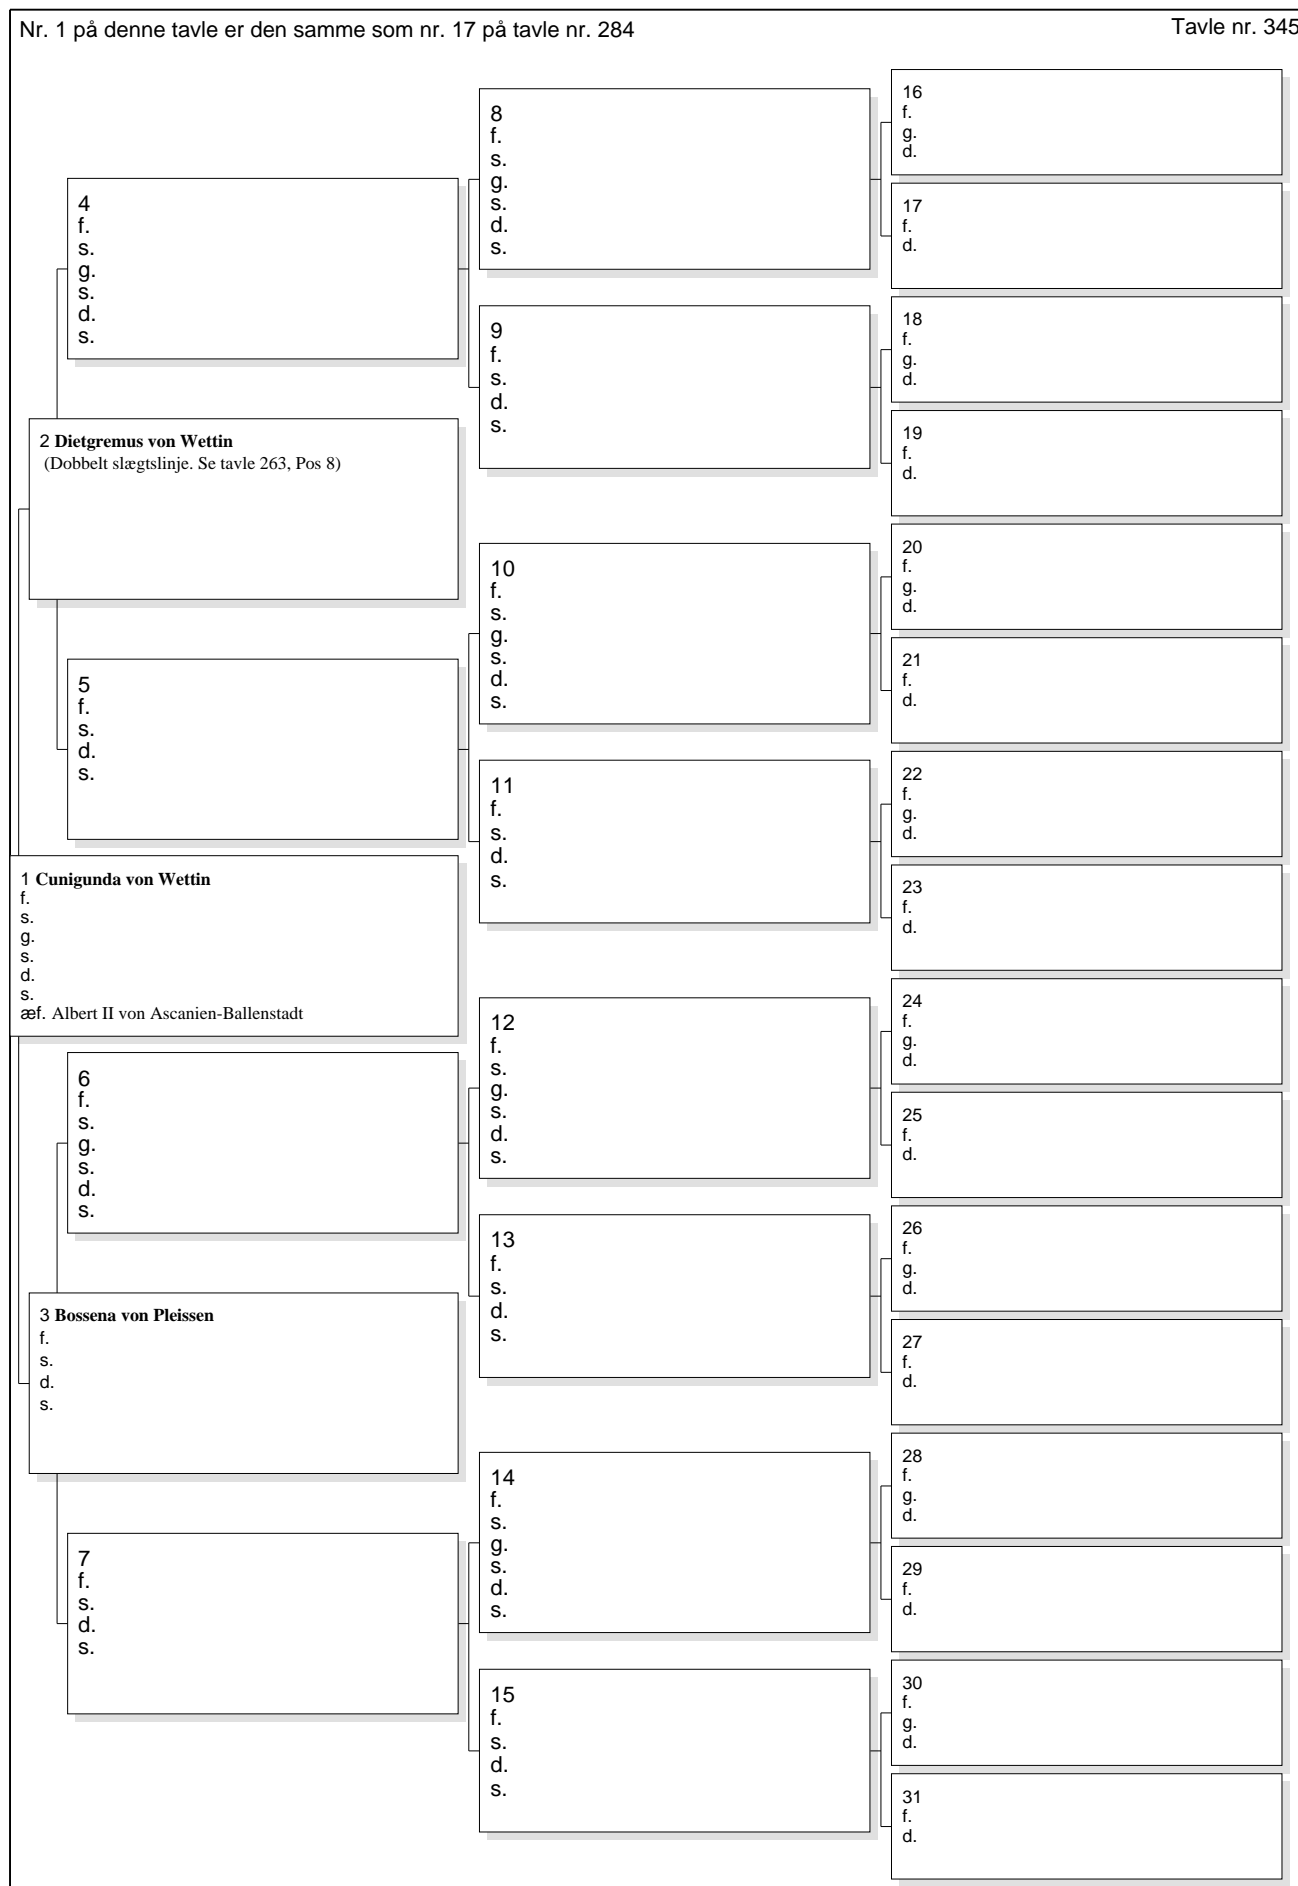 Nr. 1 på denne tavle er den samme som nr. 17 på tavle nr. 284
Tavle nr. 345
4
f.
s.
g.
s.
d.
s.
2 Dietgremus von Wettin
(Dobbelt slægtslinje. Se tavle 263, Pos 8)
5
f.
s.
d.
s.
1 Cunigunda von Wettin
f.
s.
g.
s.
d.
s.
æf. Albert II von Ascanien-Ballenstadt
6
f.
s.
g.
s.
d.
s.
3 Bossena von Pleissen
f.
s.
d.
s.
7
f.
s.
d.
s.
8
f.
s.
g.
s.
d.
s.
9
f.
s.
d.
s.
10
f.
s.
g.
s.
d.
s.
11
f.
s.
d.
s.
12
f.
s.
g.
s.
d.
s.
13
f.
s.
d.
s.
14
f.
s.
g.
s.
d.
s.
15
f.
s.
d.
s.
16
f.
g.
d.
17
f.
d.
18
f.
g.
d.
19
f.
d.
20
f.
g.
d.
21
f.
d.
22
f.
g.
d.
23
f.
d.
24
f.
g.
d.
25
f.
d.
26
f.
g.
d.
27
f.
d.
28
f.
g.
d.
29
f.
d.
30
f.
g.
d.
31
f.
d.